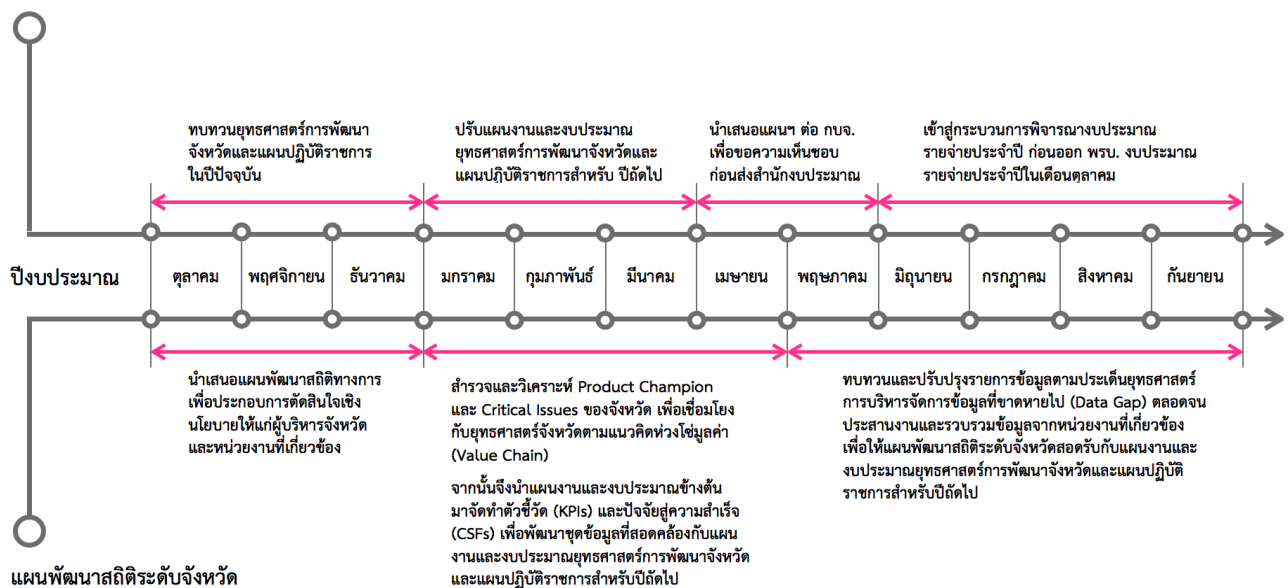 ทบทวนยุทธศาสตร์การพัฒนา
จังหวัดและแผนปฏิบัติราชการ
ในปีปัจจุบัน
ปรับแผนงานและงบประมาณ
ยุทธศาสตร์การพัฒนาจังหวัดและ
แผนปฏิบัติราชการสำหรับ ปีถัดไป
นำเสนอแผนฯ ต่อ กบจ.
เพื่อขอความเห็นชอบ
ก่อนส่งสำนักงบประมาณ
เข้าสู่กระบวนการพิจารณางบประมาณ
รายจ่ายประจำปี ก่อนออก พรบ. งบประมาณ
รายจ่ายประจำปีในเดือนตุลาคม
ปีงบประมาณ
ตุลาคม
พฤศจิกายน
ธันวาคม
มกราคม
กุมภาพันธ์
มีนาคม
เมษายน
พฤษภาคม
มิถุนายน
กรกฎาคม
สิงหาคม
กันยายน
นำเสนอแผนพัฒนาสถิติทางการ
เพื่อประกอบการตัดสินใจเชิง
นโยบายให้แก่ผู้บริหารจังหวัด
และหน่วยงานที่เกี่ยวข้อง
สำรวจและวิเคราะห์ Product Champion
และ Critical Issues ของจังหวัด เพื่อเชื่อมโยง
กับยุทธศาสตร์จังหวัดตามแนวคิดห่วงโซ่มูลค่า
(Value Chain)
จากนั้นจึงนำแผนงานและงบประมาณข้างต้น
มาจัดทำตัวชี้วัด (KPIs) และปัจจัยสู่ความสำเร็จ
(CSFs) เพื่อพัฒนาชุดข้อมูลที่สอดคล้องกับแผน
งานและงบประมาณยุทธศาสตร์การพัฒนาจังหวัด
และแผนปฏิบัติราชการสำหรับปีถัดไป
ทบทวนและปรับปรุงรายการข้อมูลตามประเด็นยุทธศาสตร์
การบริหารจัดการข้อมูลที่ขาดหายไป (Data Gap) ตลอดจน
ประสานงานและรวบรวมข้อมูลจากหน่วยงานที่เกี่ยวข้อง
เพื่อให้แผนพัฒนาสถิติระดับจังหวัดสอดรับกับแผนงานและ
งบประมาณยุทธศาสตร์การพัฒนาจังหวัดและแผนปฏิบัติ
ราชการสำหรับปีถัดไป
แผนพัฒนาสถิติระดับจังหวัด